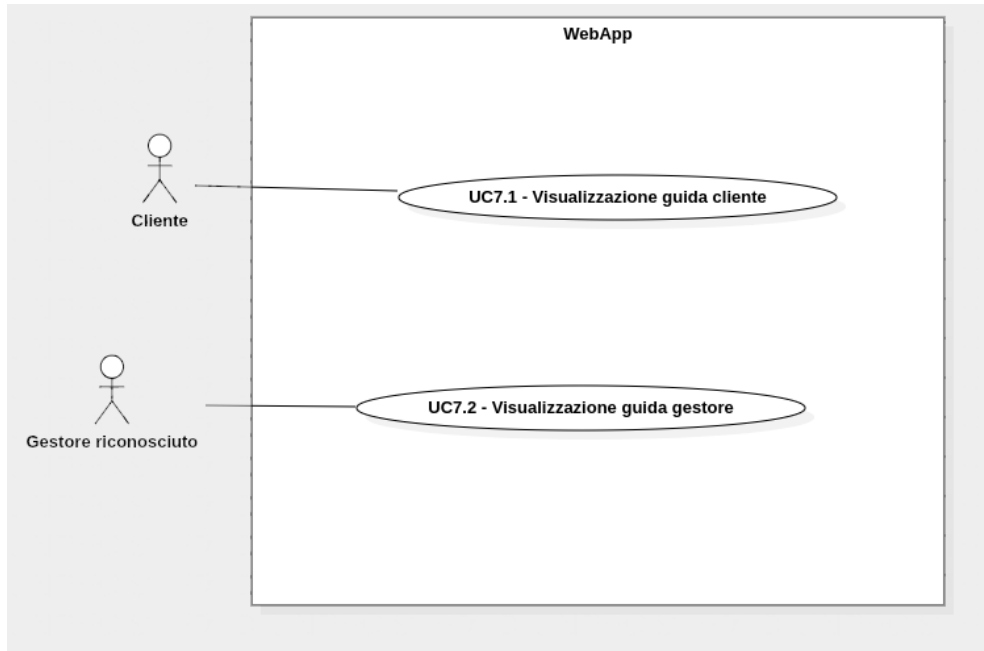 WebApp
Cliente
UC7.1 - Visualizzazione guida cliente
Gestore riconosciuto
UC7.2 - Visualizzazione guida gestore